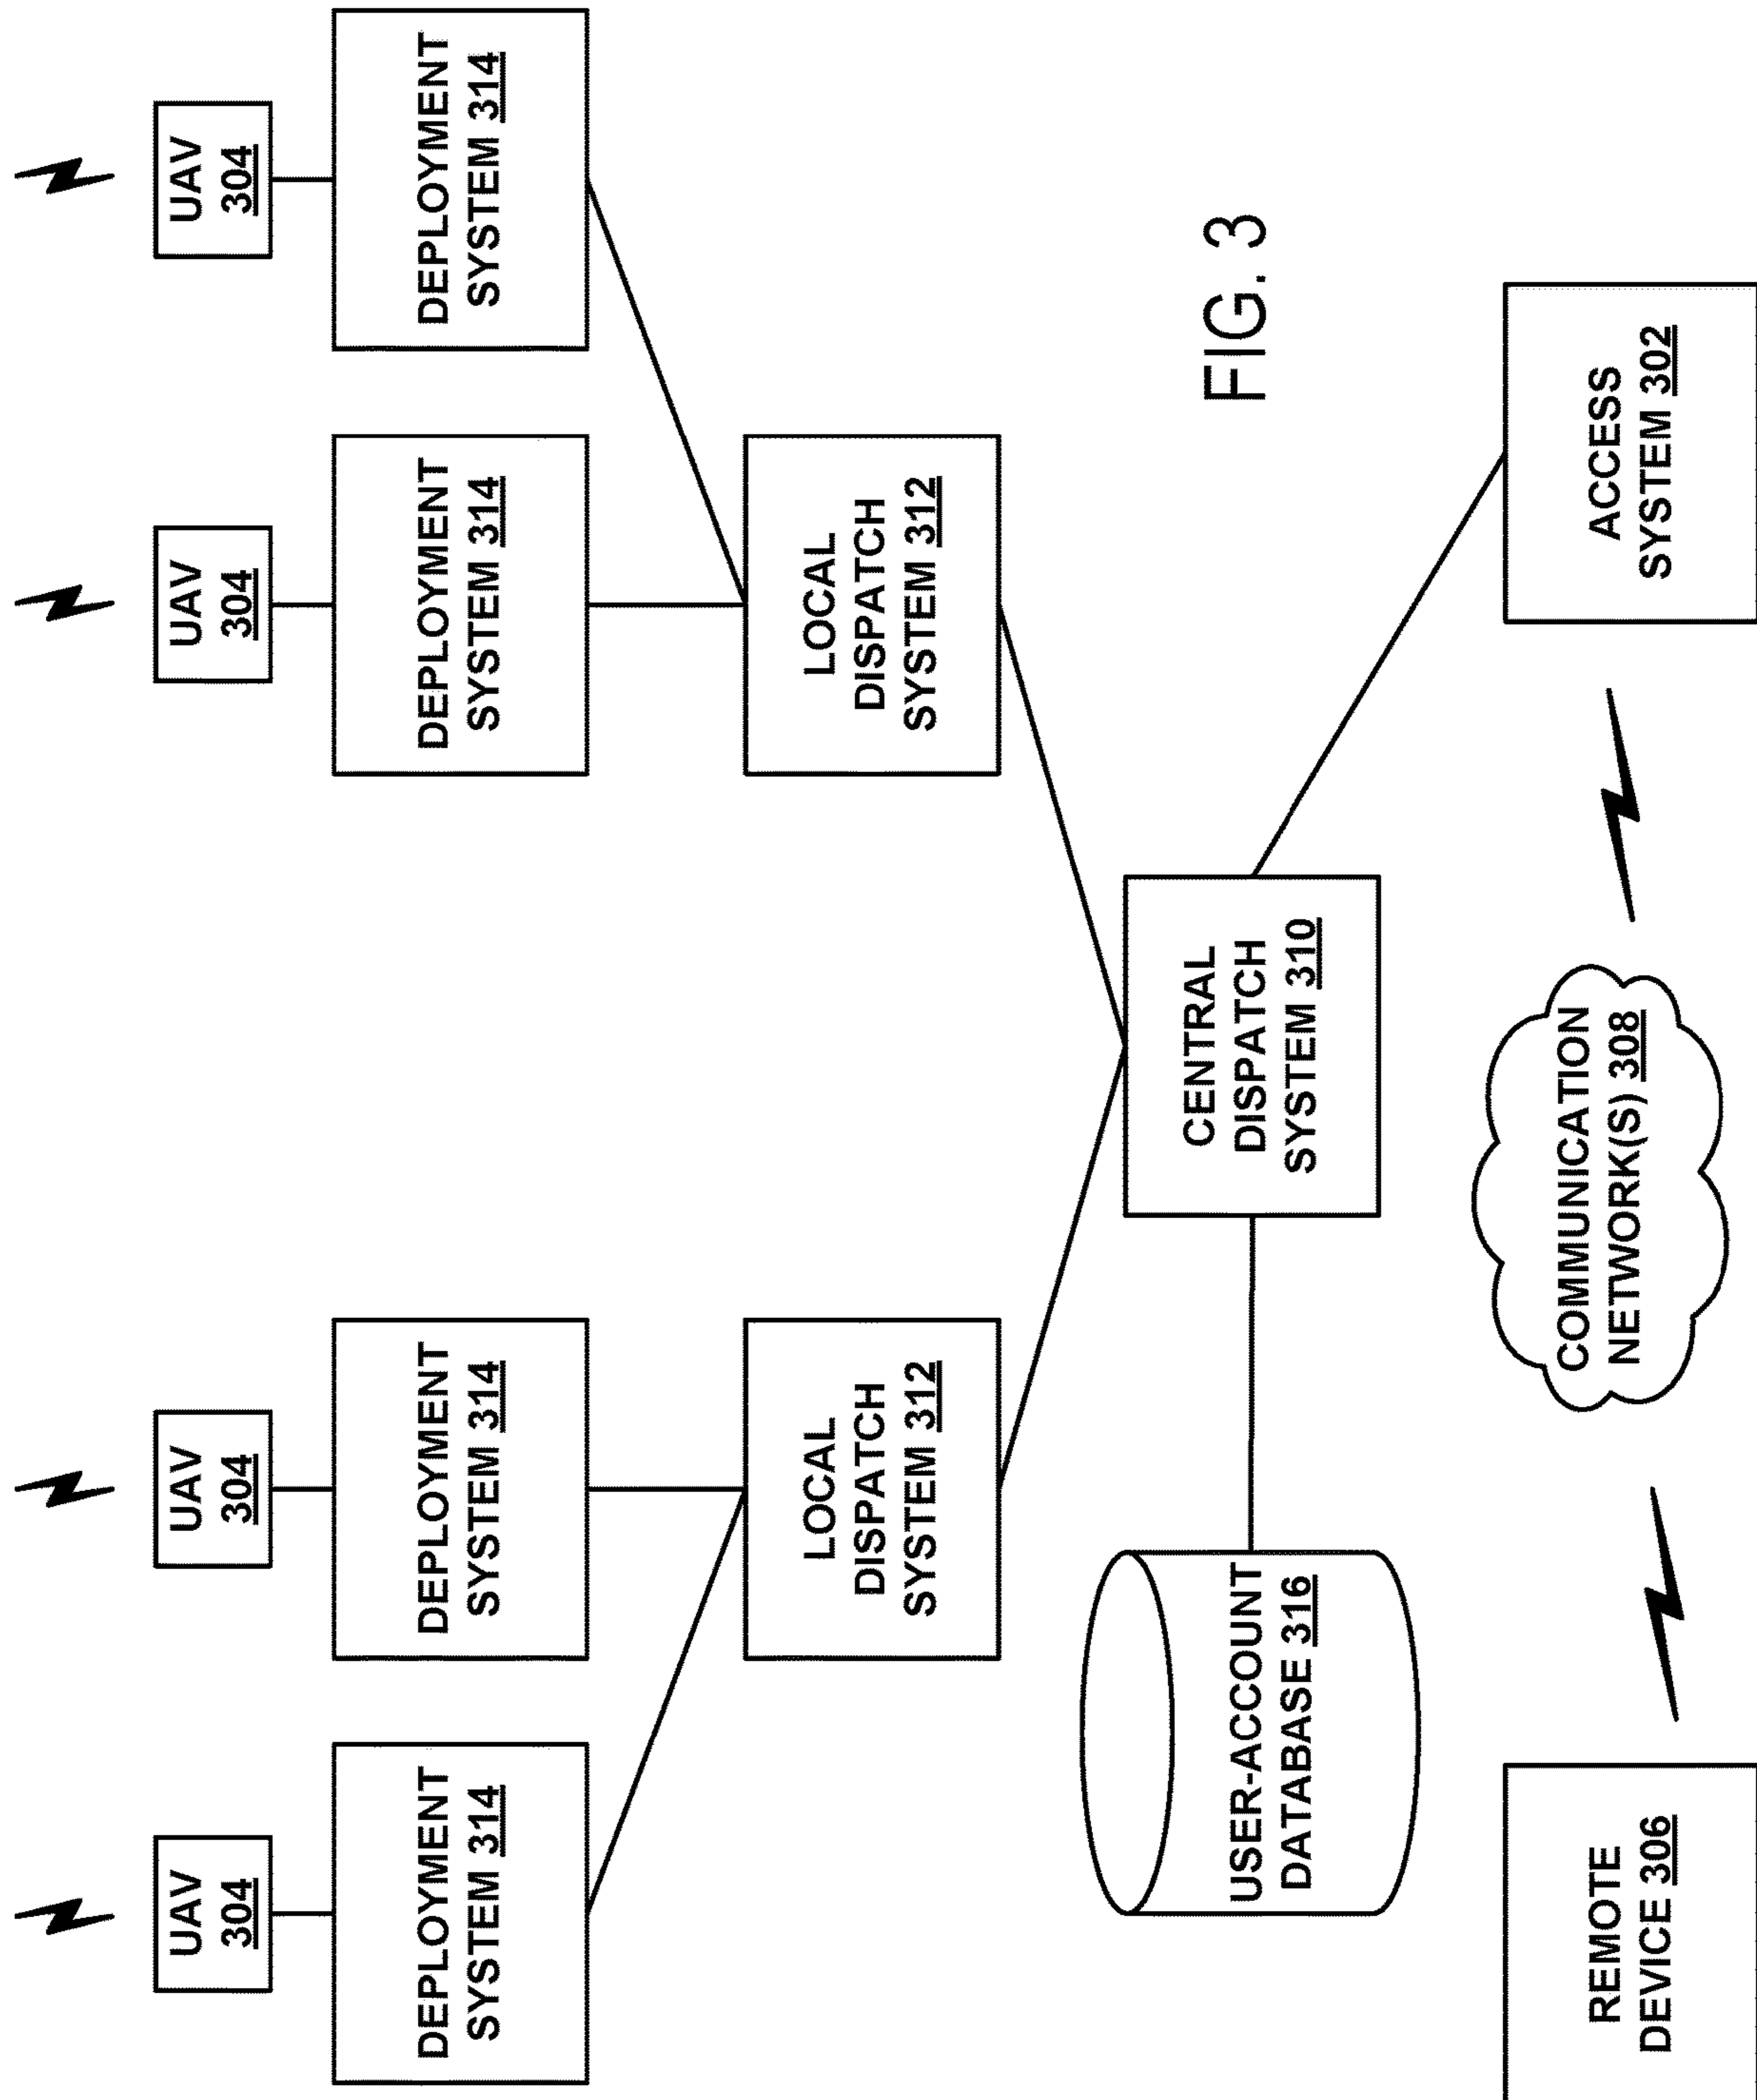 UAV
304
UAV
304
UAV
304
UAV
304
DEPLOYMENT
SYSTEM 314
DEPLOYMENT
SYSTEM 314
DEPLOYMENT
SYSTEM 314
DEPLOYMENT
SYSTEM 314
LOCAL
DISPATCH
SYSTEM 312
LOCAL
DISPATCH
SYSTEM 312
USER-ACCOUNT
DATABASE 316
CENTRAL
DISPATCH
SYSTEM 310
FIG. 3
REMOTE
DEVICE 306
COMMUNICATION
NETWORK(S) 308
ACCESS
SYSTEM 302